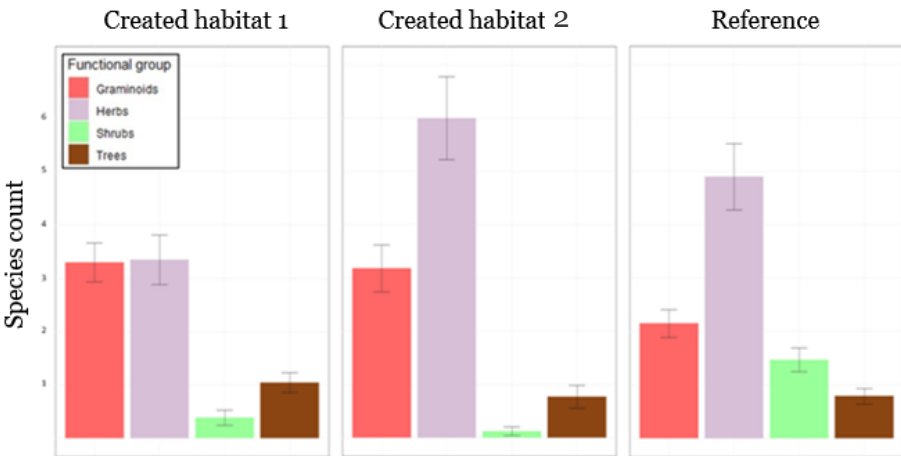 Created habitat 1
Created habitat 2
Reference
Functional group
Graminoids
Herbs
Shrubs
Trees
6
5
4
3
2
1
Species count